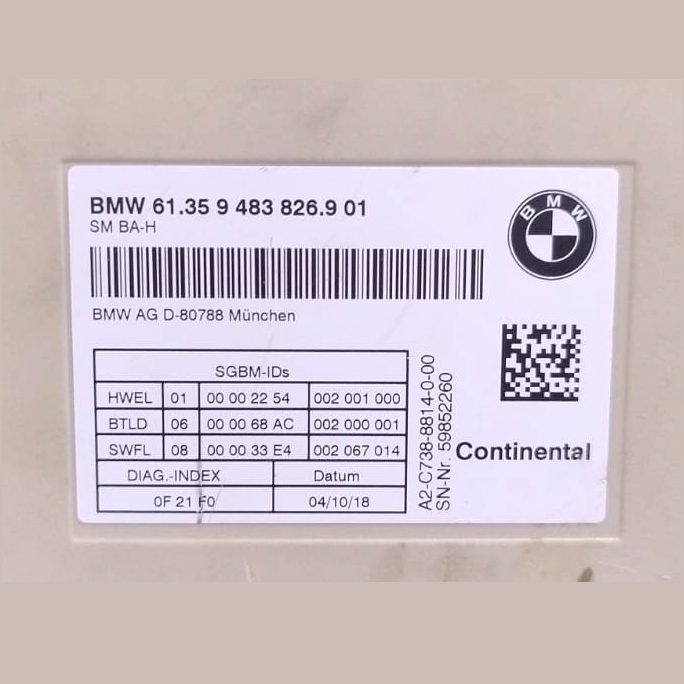 BMW 61.35 9 483 826.9 01
SM BA-H
BMW
BMW AG D-80788 München
SGBM-IDs
HWEL 01 00 00 22 54 002 001 000
BTLD 06 00 00 68 AC 002 000 001
SWFL 08 00 00 33 E4 002 067 014
DIAG.-INDEX Datum
0F 21 F0 04/10/18
A2-C738-8814-0-00
SN-Nr. 59852260
Continental